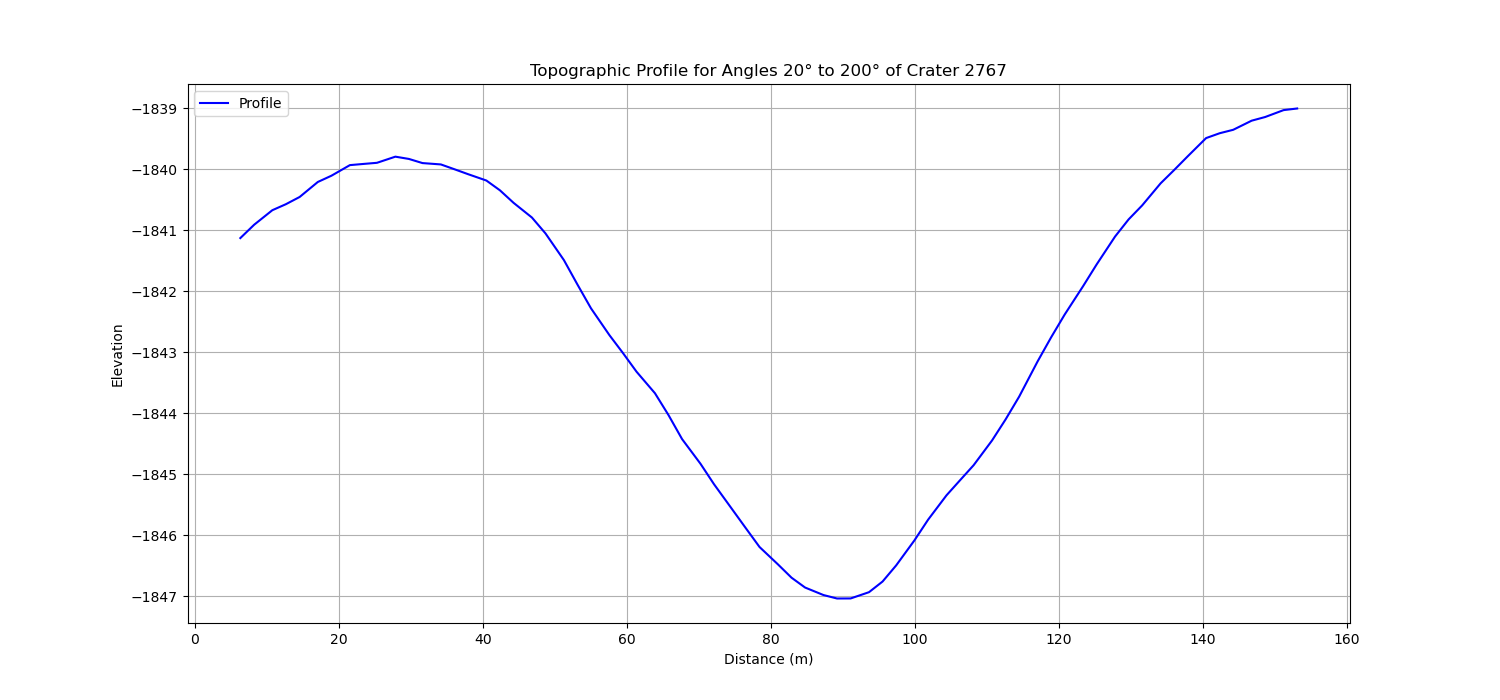 Topographic Profile for Angles 20° to 200° of Crater 2767
Profile
−1839
−1840
−1841
−1842
−1843
−1844
−1845
−1846
−1847
Elevation
0 20 40 60 80 100 120 140 160
Distance (m)